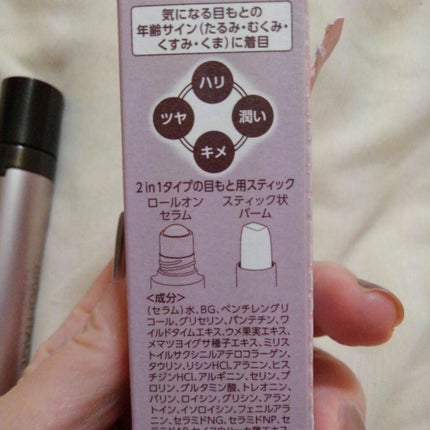 気になる目もとの
年齢サイン(たるみ・むくみ・
くすみ・くま)に着目
ハリ
ツヤ
潤い
キメ
2in1タイプの目もと用スティック
ロールオン
セラム
スティック状
バーム
<成分>
(セラム)水、BG、ペンチレングリ
コール、グリセリン、パンテチン、ワ
イルドタイムエキス、ウメ果実エキス、
メマツヨイグサ種子エキス、ミリス
トイルサクシニルアテロコラーゲン、
タウリン、リシンHCl、アラニン、ヒス
チジンHCl、アルギニン、セリン、プ
ロリン、グルタミン酸、トレオニン、
バリン、ロイシン、グリシン、アラン
トイン、イソロイシン、フェニルアラ
ニン、セラミドNG、セラミドNP、セ